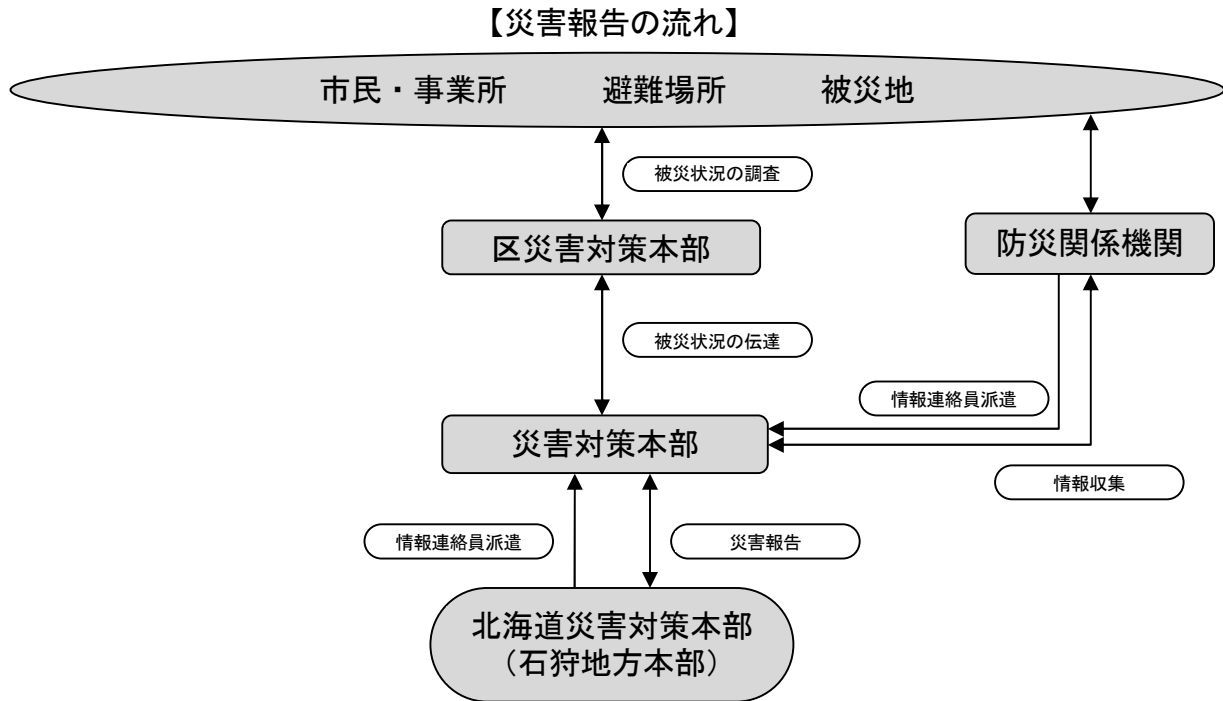 【災害報告の流れ】
市民・事業所 避難場所 被災地
被災状況の調査
区災害対策本部
防災関係機関
被災状況の伝達
情報連絡員派遣
災害対策本部
情報収集
情報連絡員派遣
災害報告
北海道災害対策本部
（石狩地方本部）